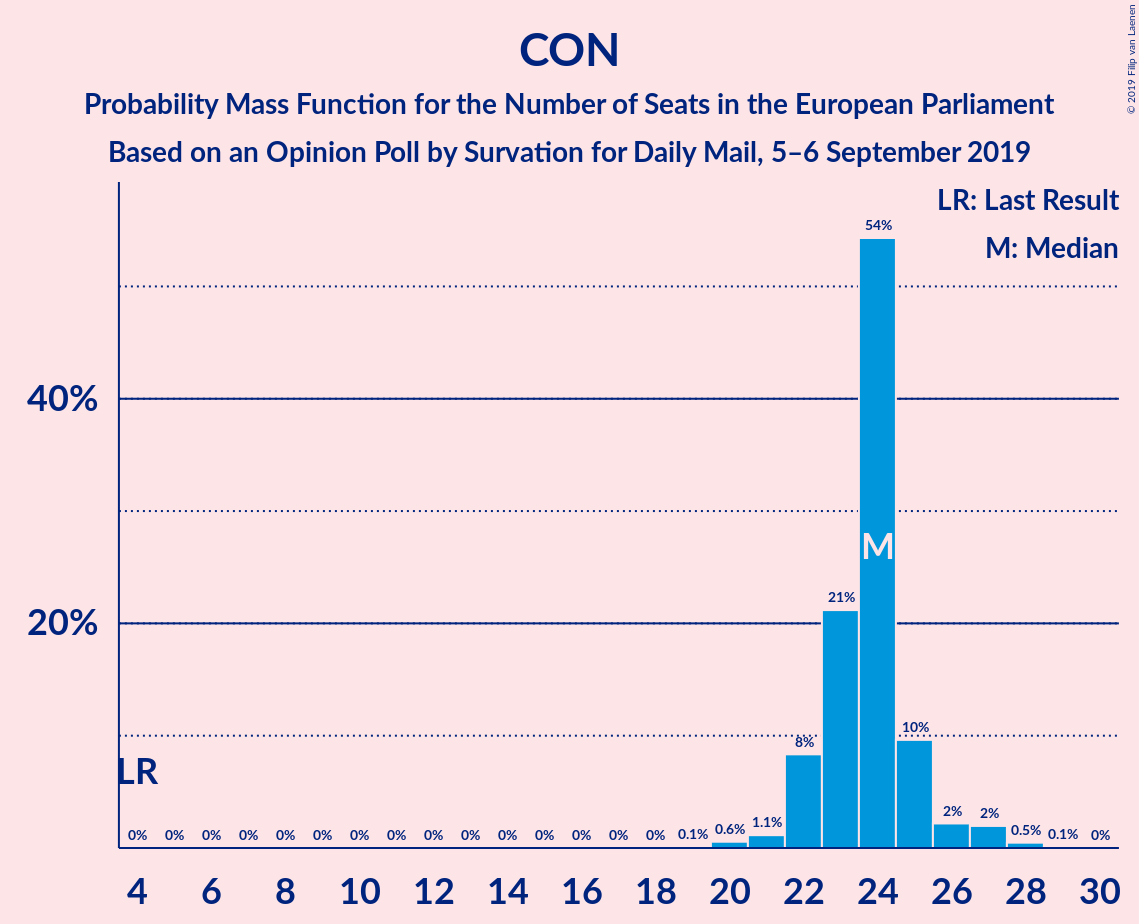 CON
Probability Mass Function for the Number of Seats in the European Parliament
Based on an Opinion Poll by Survation for Daily Mail, 5–6 September 2019
© 2019 Filip van Laenen
LR: Last Result
M: Median
54%
40%
M
21%
20%
10%
8%
LR
0% 0% 0% 0% 0% 0% 0% 0% 0% 0% 0% 0% 0% 0% 0% 0.1% 0.6% 1.1% 2% 2% 0.5% 0.1% 0%
4 6 8 10 12 14 16 18 20 22 24 26 28 30